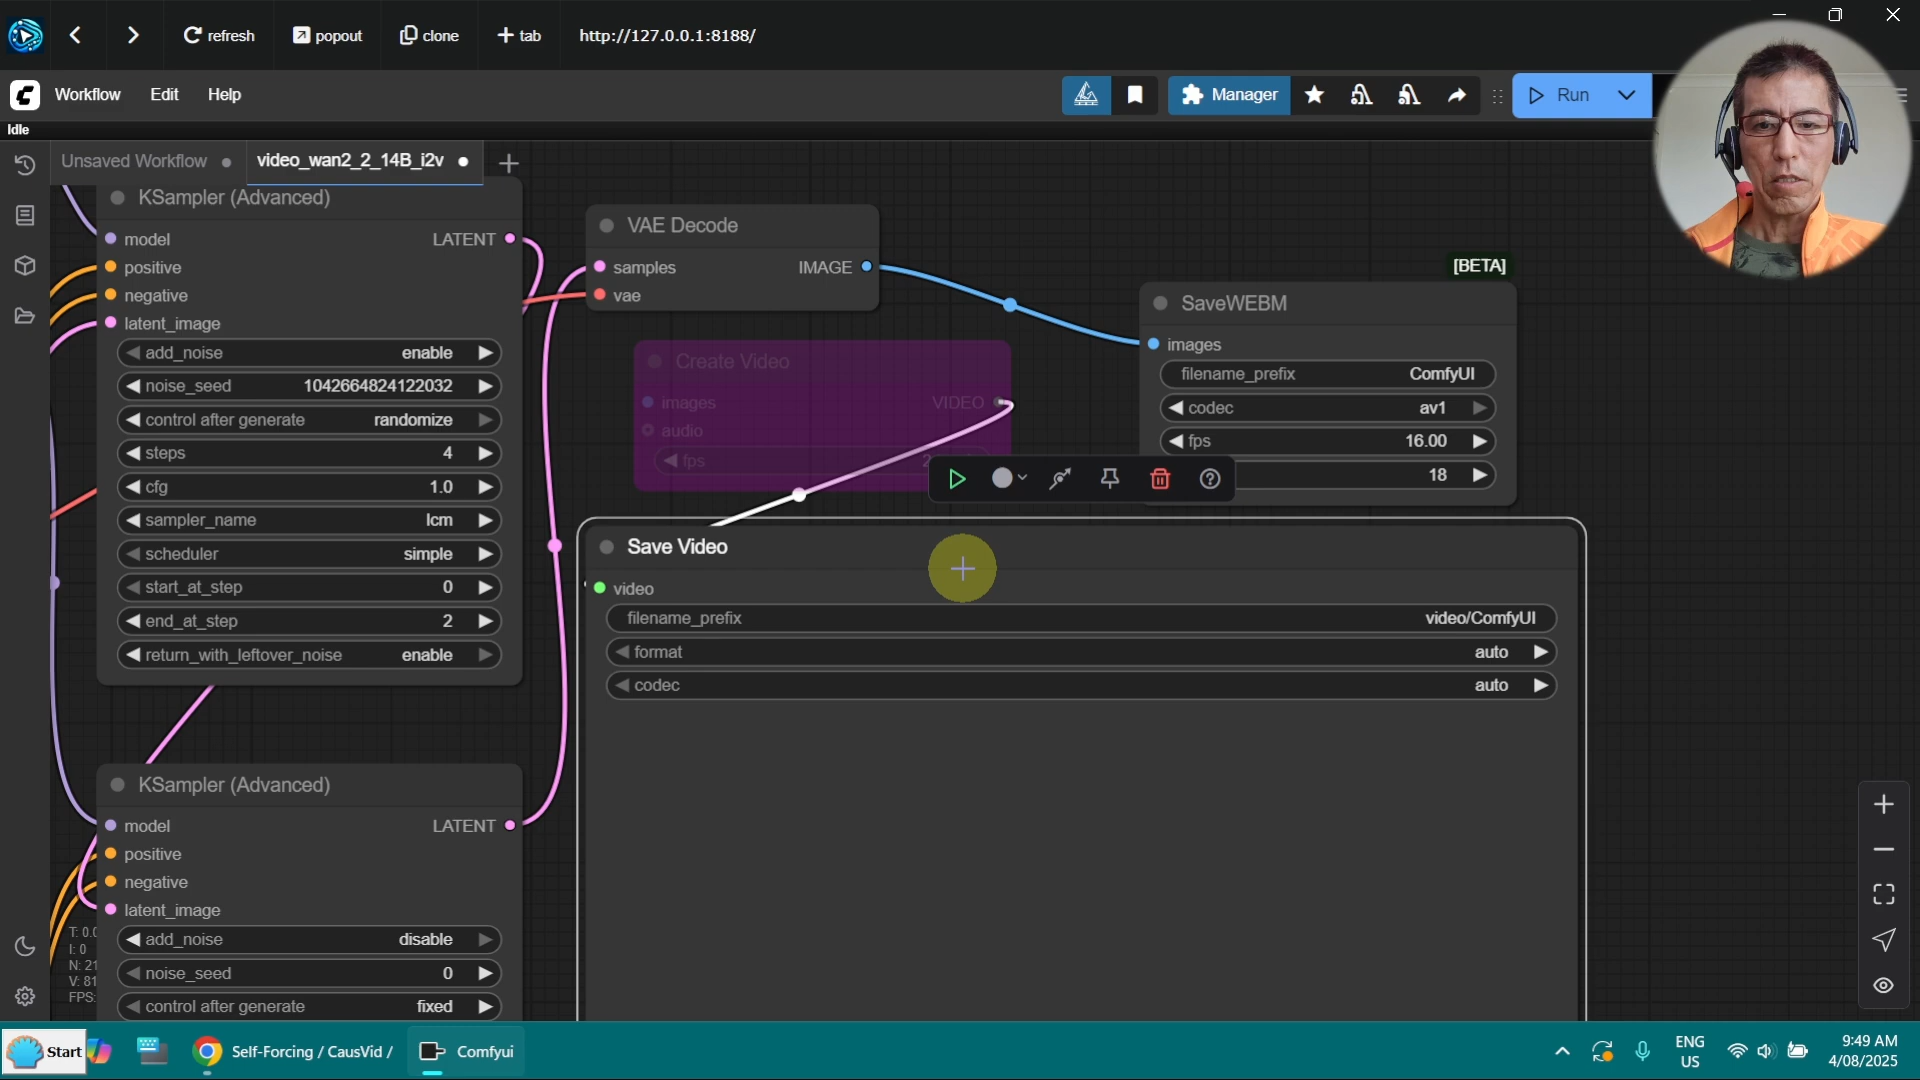 refresh
popout
clone
tab
http://127.0.0.1:8188/
Workflow
Edit
Help
Manager
Run
Idle
Unsaved Workflow
video_wan2_2_14B_i2v
KSampler (Advanced)
model
LATENT
positive
negative
latent_image
add_noise enable
noise_seed 1042664824122032
control after generate randomize
steps 4
cfg 1.0
sampler_name lcm
scheduler simple
start_at_step 0
end_at_step 2
return_with_leftover_noise enable
KSampler (Advanced)
model
LATENT
positive
negative
latent_image
add_noise disable
noise_seed 0
control after generate fixed
I: 0
FPS:
VAE Decode
samples
IMAGE
vae
Create Video
images
VIDEO
audio
fps
[BETA]
SaveWEBM
images
filename_prefix ComfyUI
codec av1
fps 16.00
18
Save Video
video
filename_prefix video/ComfyUI
format auto
codec auto
Start
Self-Forcing / CausVid /
Comfyui
ENG
US
9:49 AM
4/08/2025